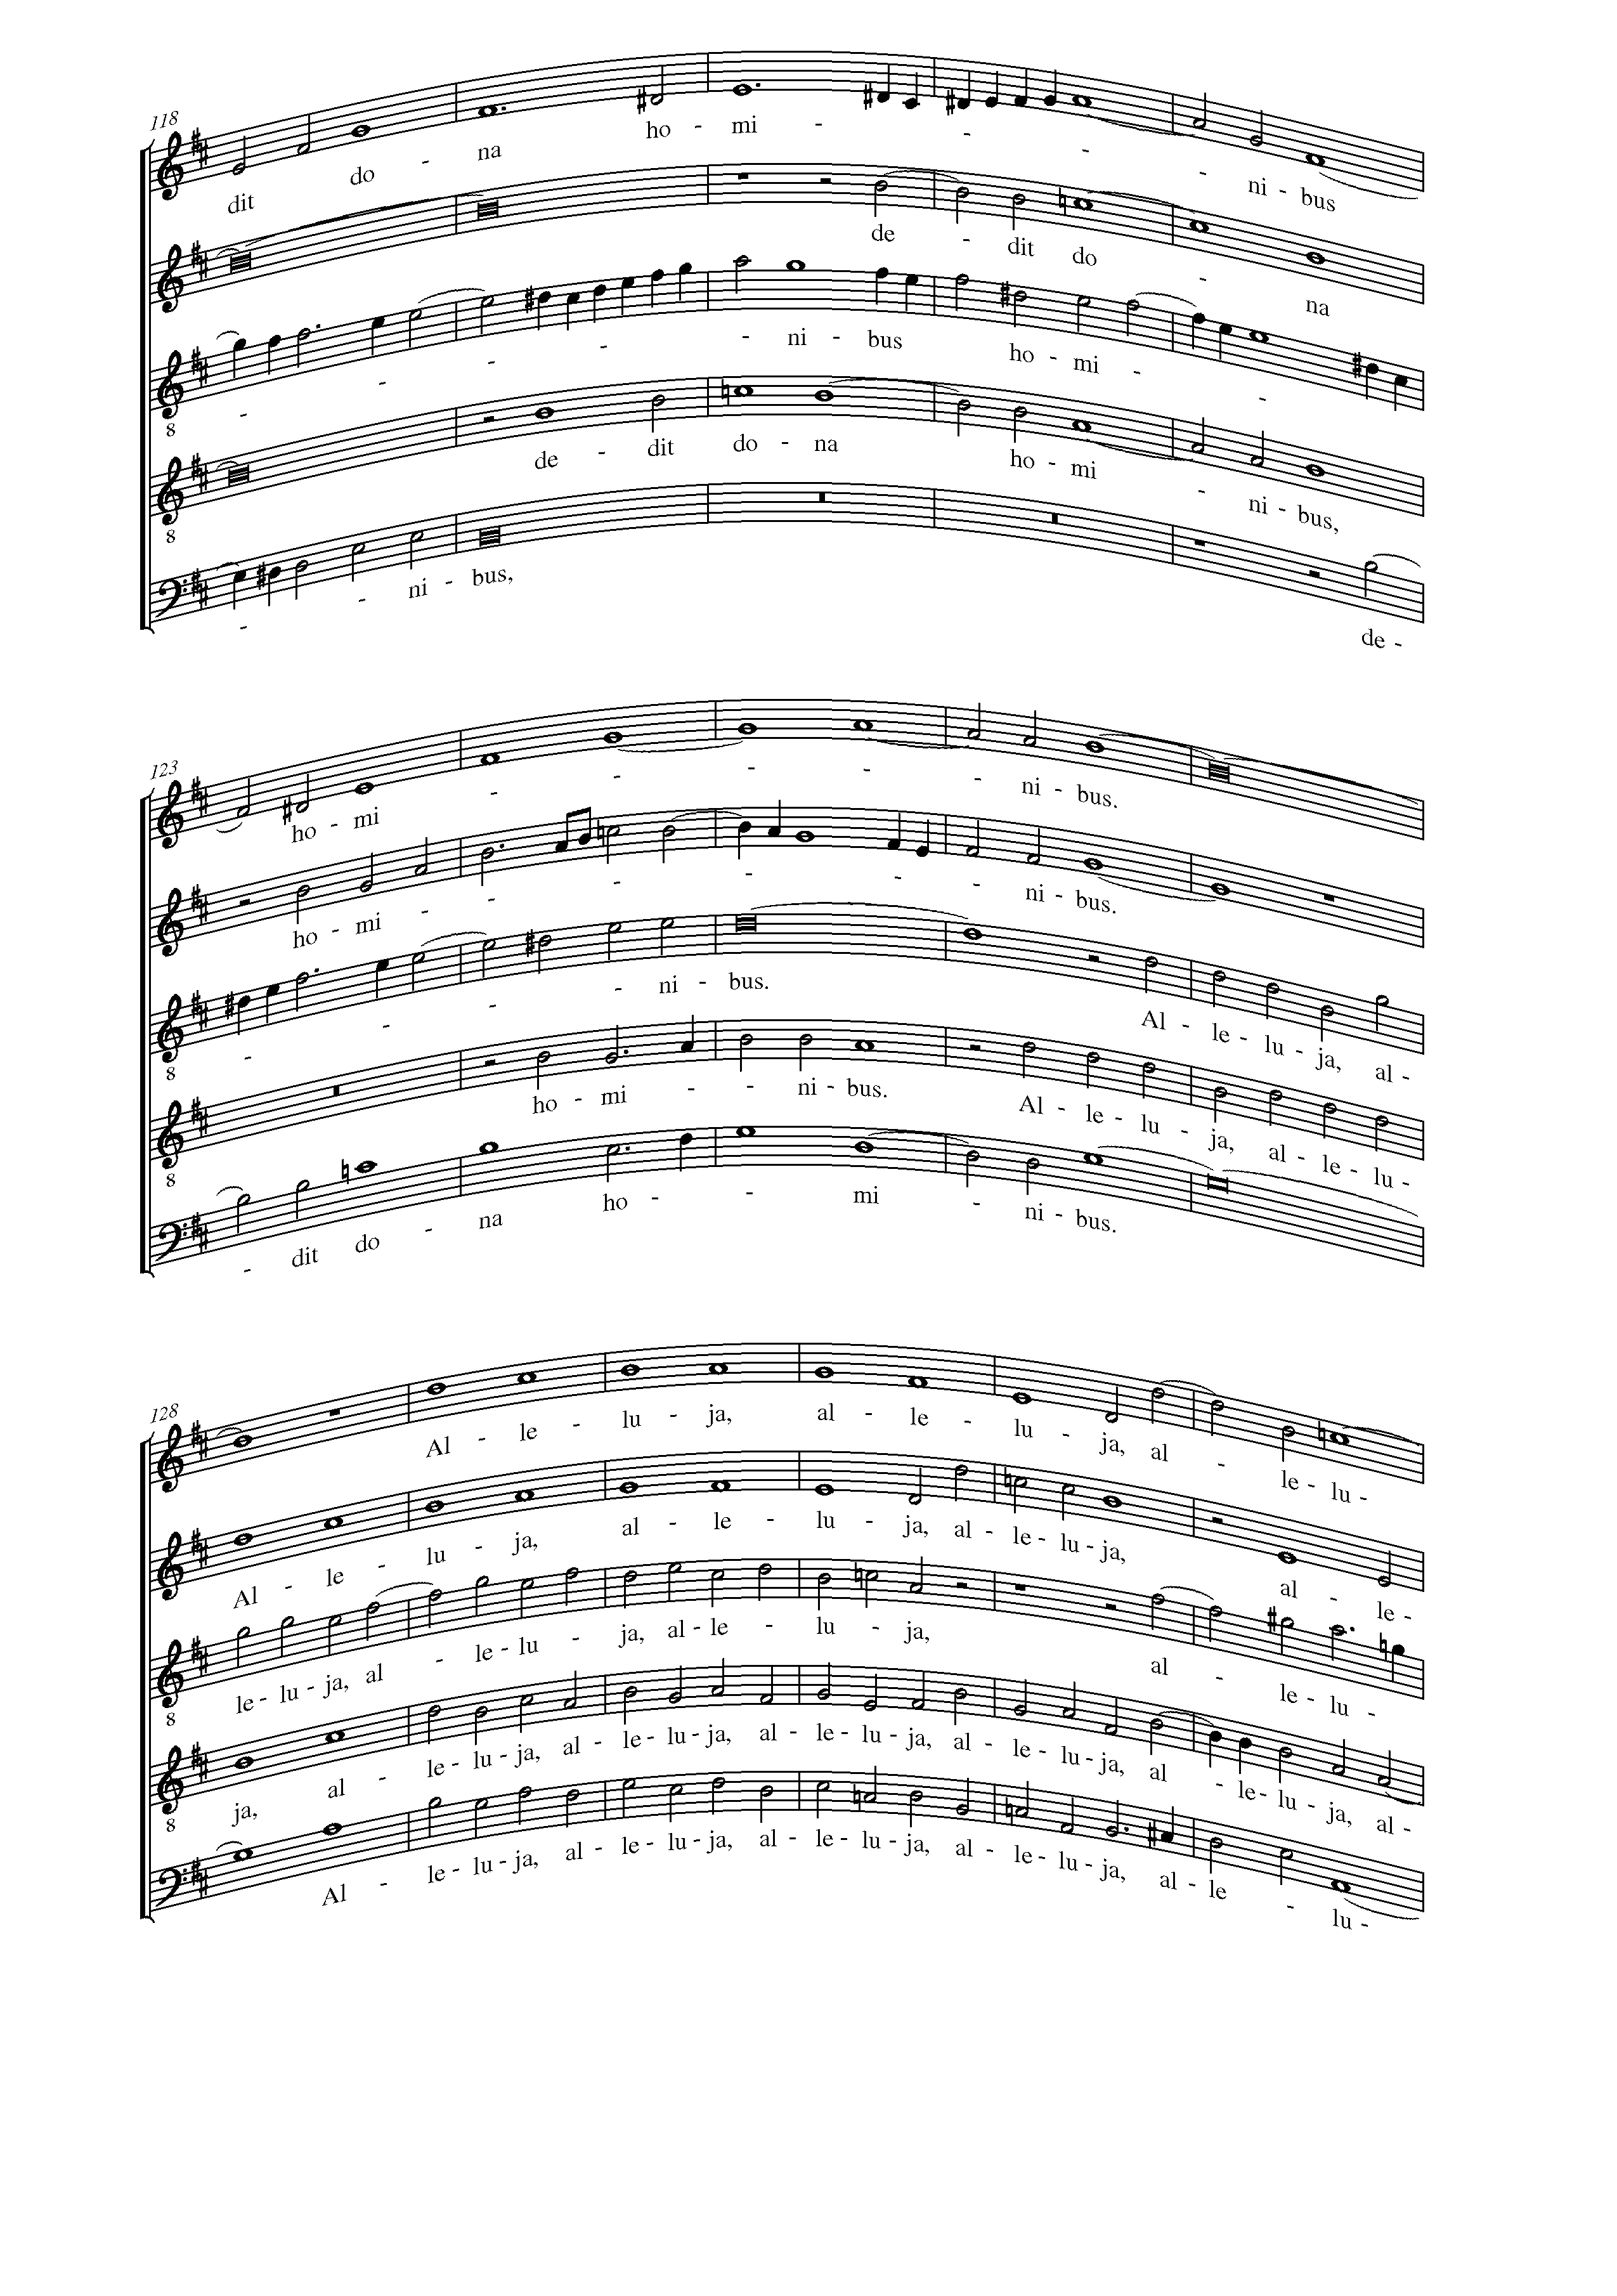 118
dit do - na ho - mi - - - - ni - bus
de - dit do - na
- - - - - ni - bus ho - mi - -
8
de - dit do - na ho - mi - ni - bus,
8
- - ni - bus, de -
123
ho - mi - - - - - ni - bus.
ho - mi - - - - - - ni - bus.
- - - - ni - bus. Al - le - lu - ja, al -
8
ho - mi - - ni - bus. Al - le - lu - ja, al - le - lu -
8
- dit do - na ho - - mi - ni - bus.
128
Al - le - lu - ja, al - le - lu - ja, al - le - lu -
Al - le - lu - ja, al - le - lu - ja, al - le - lu - ja, al - le -
le - lu - ja, al - le - lu - ja, al - le - lu - ja, al - le - lu -
8
ja, al - le - lu - ja, al - le - lu - ja, al - le - lu - ja, al - le - lu - ja, al - le - lu - ja, al -
8
Al - le - lu - ja, al - le - lu - ja, al - le - lu - ja, al - le - lu - ja, al - le - lu -